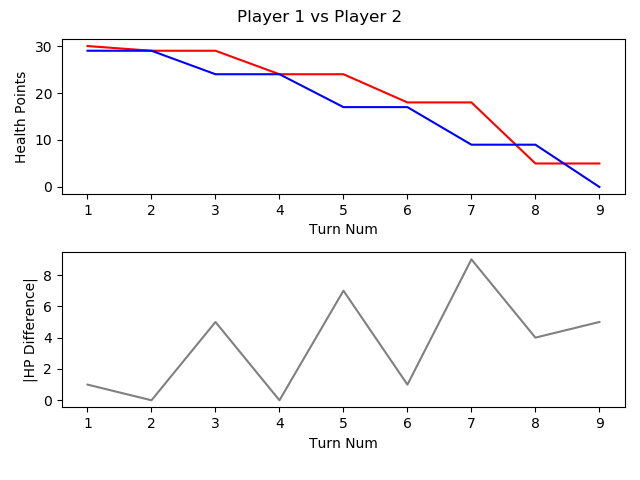 Player 1 vs Player 2
30
20
10
0
Health Points
1 2 3 4 5 6 7 8 9
Turn Num
8
6
4
2
0
|HP Difference|
1 2 3 4 5 6 7 8 9
Turn Num